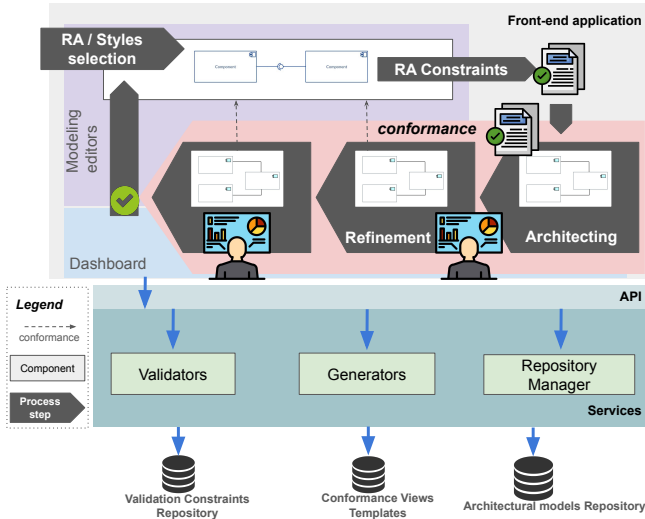 Front-end application
RA / Styles
selection
Component
Component
RA Constraints
Modeling
editors
conformance
Refinement
Architecting
Dashboard
API
Legend
conformance
Component
Process
step
Validators
Generators
Repository
Manager
Services
Validation Constraints
Repository
Conformance Views
Templates
Architectural models Repository